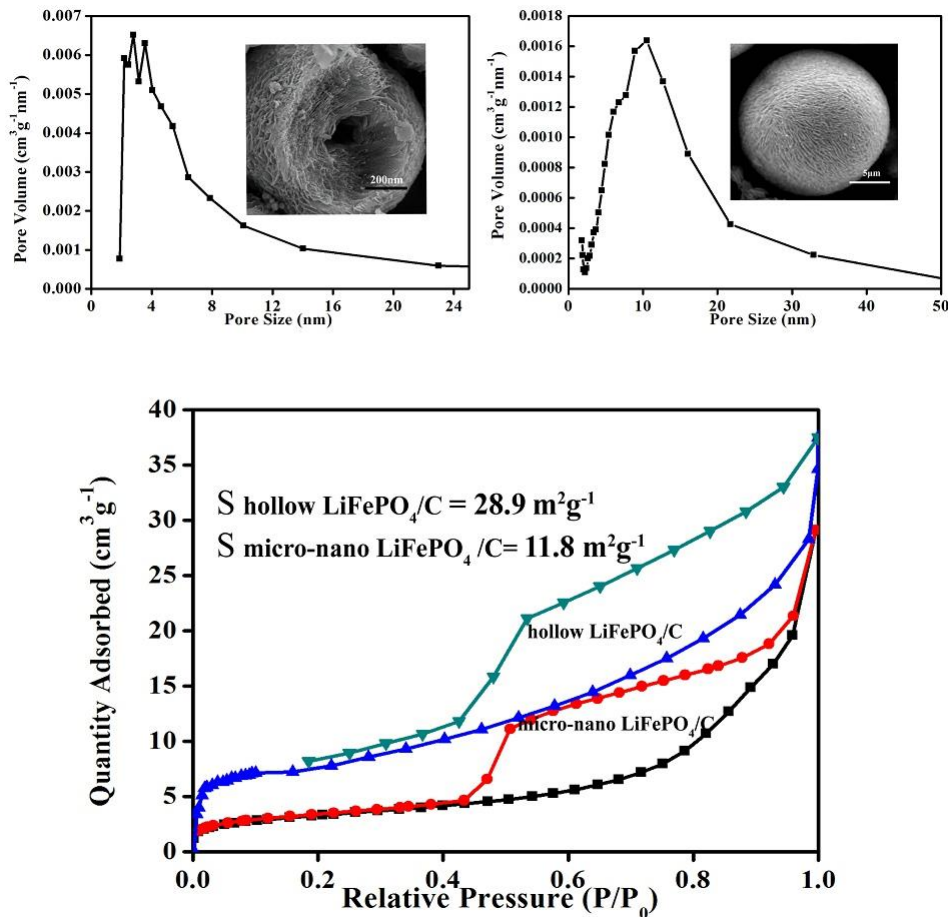 0.007
0.006
0.005
0.004
0.003
0.002
0.001
0.000
Pore Volume (cm³g⁻¹nm⁻¹)
200nm
0 4 8 12 16 20 24
Pore Size (nm)
0.0018
0.0016
0.0014
0.0012
0.0010
0.0008
0.0006
0.0004
0.0002
0.0000
Pore Volume (cm³g⁻¹nm⁻¹)
5μm
0 10 20 30 40 50
Pore Size (nm)
40
35
30
25
20
15
10
5
0
Quantity Adsorbed (cm³g⁻¹)
S hollow LiFePO₄/C = 28.9 m²g⁻¹
S micro-nano LiFePO₄ /C= 11.8 m²g⁻¹
hollow LiFePO₄/C
micro-nano LiFePO₄/C
0.0 0.2 0.4 0.6 0.8 1.0
Relative Pressure (P/P₀)